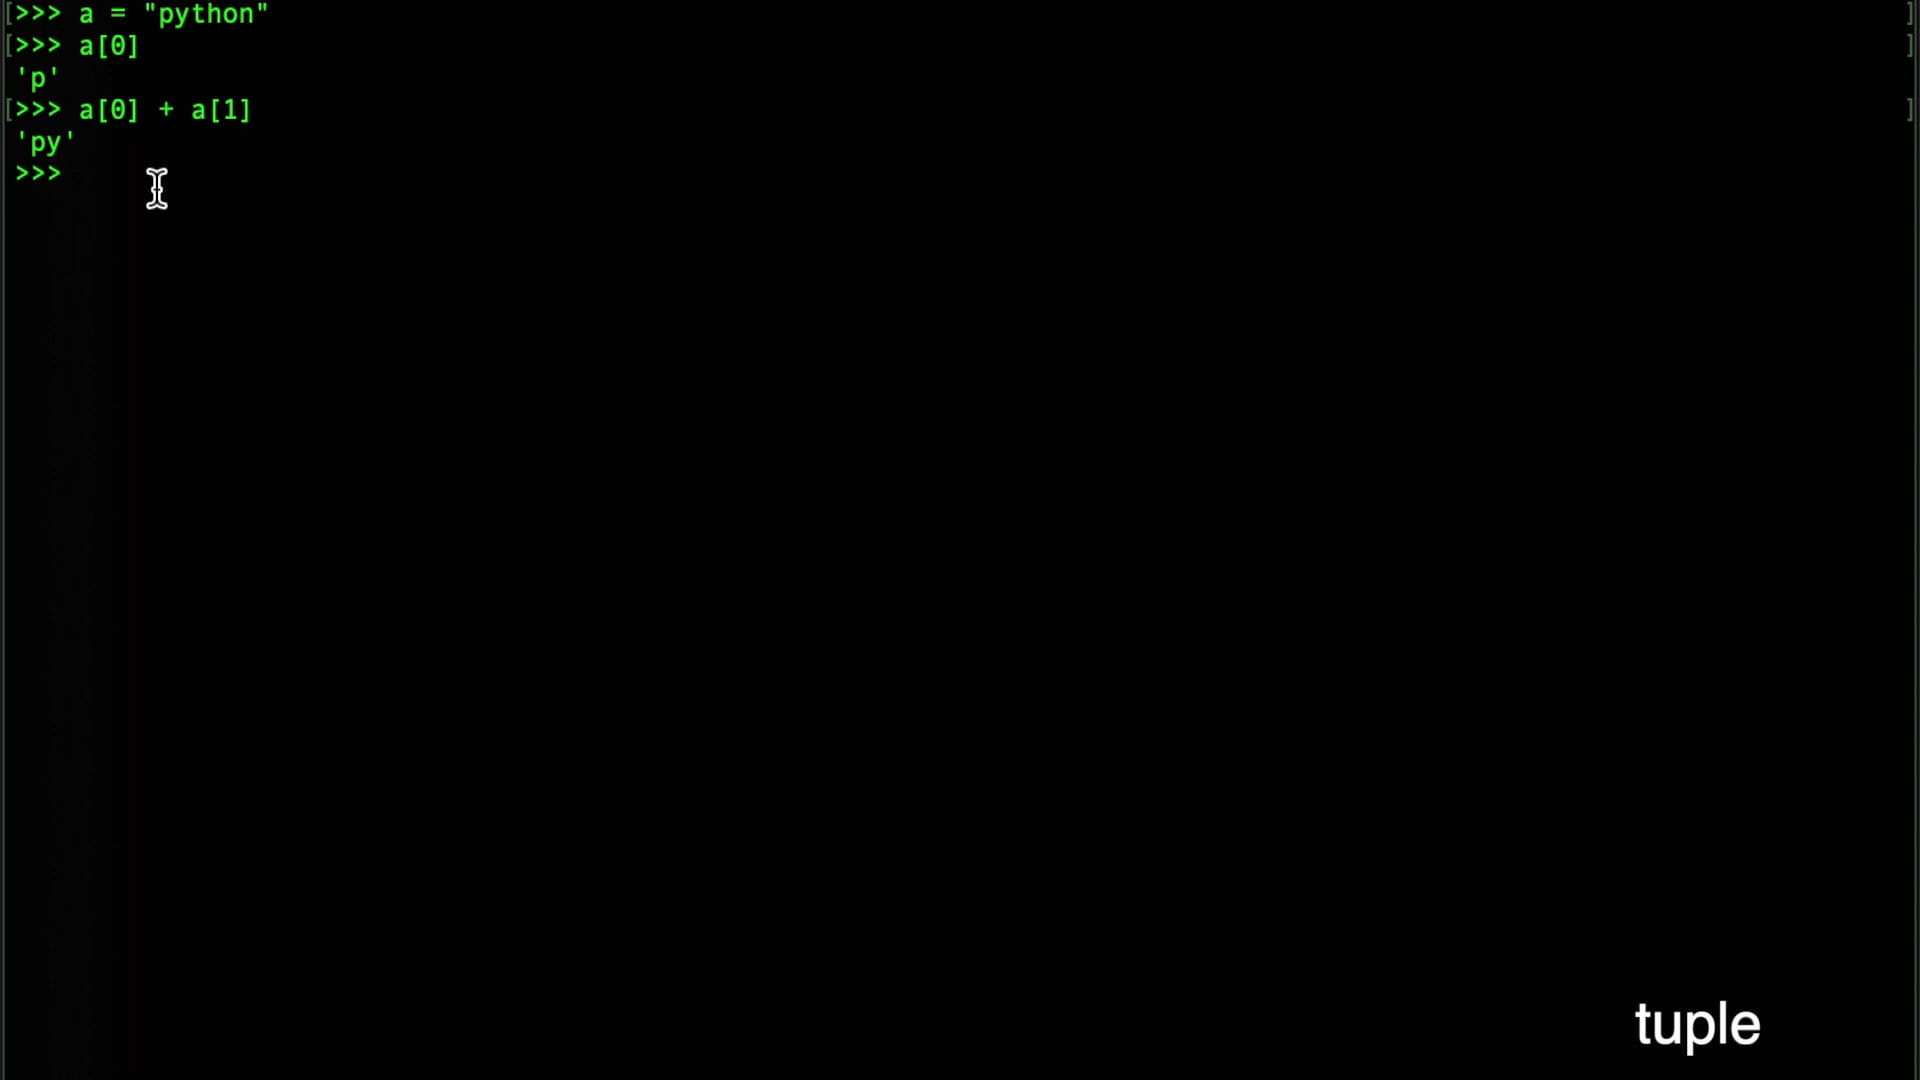 [>>> a = "python" ]
[>>> a[0] ]
'p'
[>>> a[0] + a[1] ]
'py'
>>>
tuple